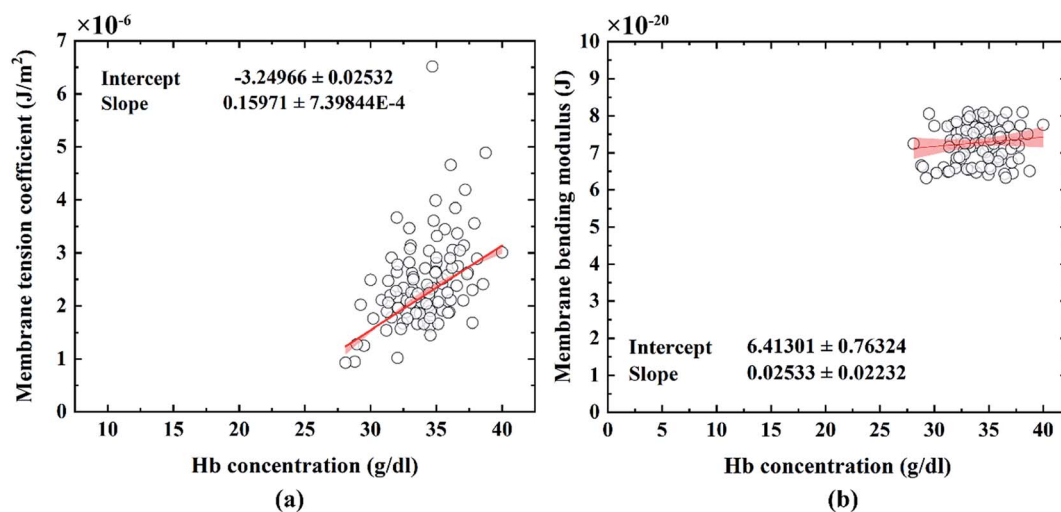 ×10⁻⁶
Membrane tension coefficient (J/m²)
7
6
5
4
3
2
1
0
Intercept -3.24966 ± 0.02532
Slope 0.15971 ± 7.39844E-4
10 15 20 25 30 35 40
Hb concentration (g/dl)
(a)
×10⁻²⁰
Membrane bending modulus (J)
10
9
8
7
6
5
4
3
2
1
0
Intercept 6.41301 ± 0.76324
Slope 0.02533 ± 0.02232
0 5 10 15 20 25 30 35 40
Hb concentration (g/dl)
(b)